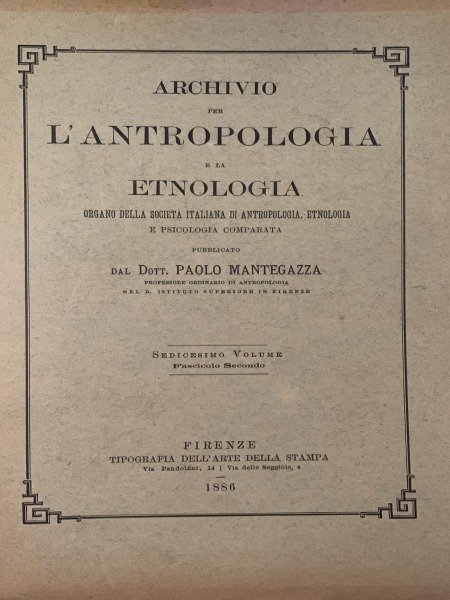 ARCHIVIO
PER
L'ANTROPOLOGIA
E LA
ETNOLOGIA
ORGANO DELLA SOCIETÀ ITALIANA DI ANTROPOLOGIA, ETNOLOGIA
E PSICOLOGIA COMPARATA
PUBBLICATO
DAL DOTT. PAOLO MANTEGAZZA
PROFESSORE ORDINARIO DI ANTROPOLOGIA
NEL R. ISTITUTO SUPERIORE IN FIRENZE
SEDICESIMO VOLUME
Fascicolo Secondo
FIRENZE
TIPOGRAFIA DELL'ARTE DELLA STAMPA
Via Pandolfini, 14 | Via delle Seggiole, 4
1886